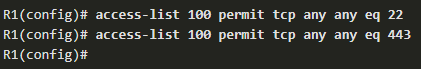 R1(config)# access-list 100 permit tcp any any eq 22
R1(config)# access-list 100 permit tcp any any eq 443
R1(config)#